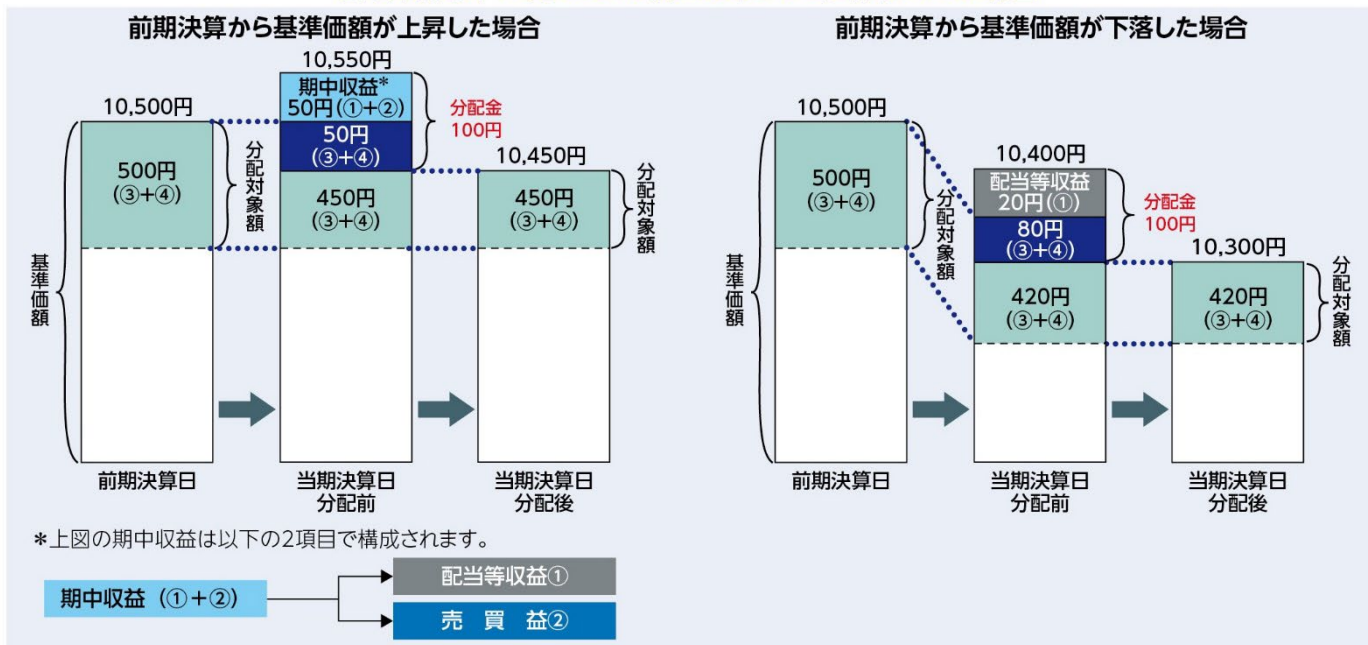 前期決算から基準価額が上昇した場合
10,550円
期中収益*
50円(①+②)
10,500円
分配金
100円
50円
(③+④)
10,450円
500円
(③+④)
分配対象額
450円
(③+④)
450円
(③+④)
分配対象額
基準価額
前期決算日
当期決算日
分配前
当期決算日
分配後
前期決算から基準価額が下落した場合
10,500円
10,400円
500円
(③+④)
分配対象額
配当等収益
20円(①)
分配金
100円
80円
(③+④)
10,300円
420円
(③+④)
420円
(③+④)
分配対象額
基準価額
前期決算日
当期決算日
分配前
当期決算日
分配後
*上図の期中収益は以下の2項目で構成されます。
期中収益 (①+②)
配当等収益①
売 買 益②